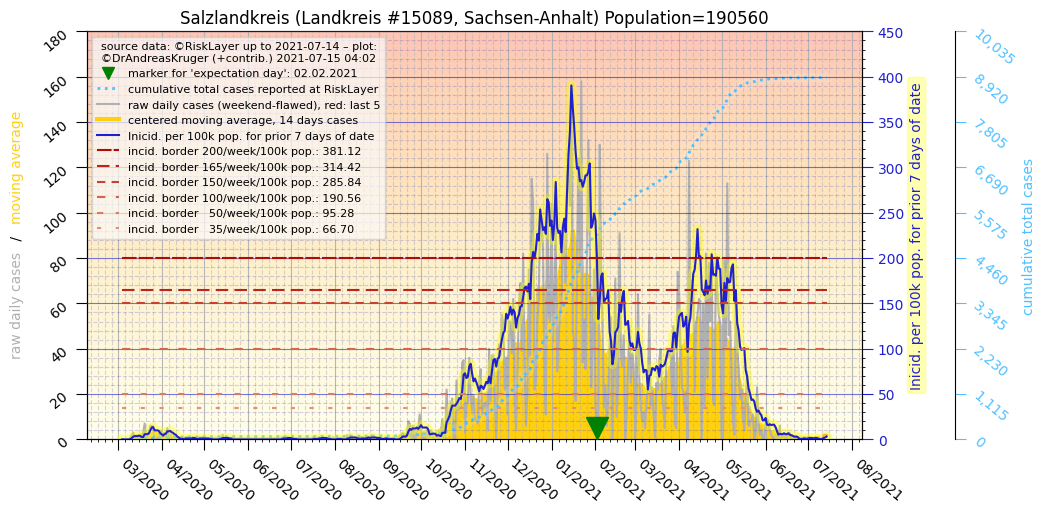 Salzlandkreis (Landkreis #15089, Sachsen-Anhalt) Population=190560
source data: ©RiskLayer up to 2021-07-14 – plot:
©DrAndreasKruger (+contrib.) 2021-07-15 04:02
marker for 'expectation day': 02.02.2021
cumulative total cases reported at RiskLayer
raw daily cases (weekend-flawed), red: last 5
centered moving average, 14 days cases
Inicid. per 100k pop. for prior 7 days of date
incid. border 200/week/100k pop.: 381.12
incid. border 165/week/100k pop.: 314.42
incid. border 150/week/100k pop.: 285.84
incid. border 100/week/100k pop.: 190.56
incid. border   50/week/100k pop.: 95.28
incid. border   35/week/100k pop.: 66.70
raw daily cases   /   moving average
180
160
140
120
100
80
60
40
20
0
450
400
350
300
250
200
150
100
50
0
Inicid. per 100k pop. for prior 7 days of date
10,035
8,920
7,805
6,690
5,575
4,460
3,345
2,230
1,115
0
cumulative total cases
03/2020
04/2020
05/2020
06/2020
07/2020
08/2020
09/2020
10/2020
11/2020
12/2020
01/2021
02/2021
03/2021
04/2021
05/2021
06/2021
07/2021
08/2021